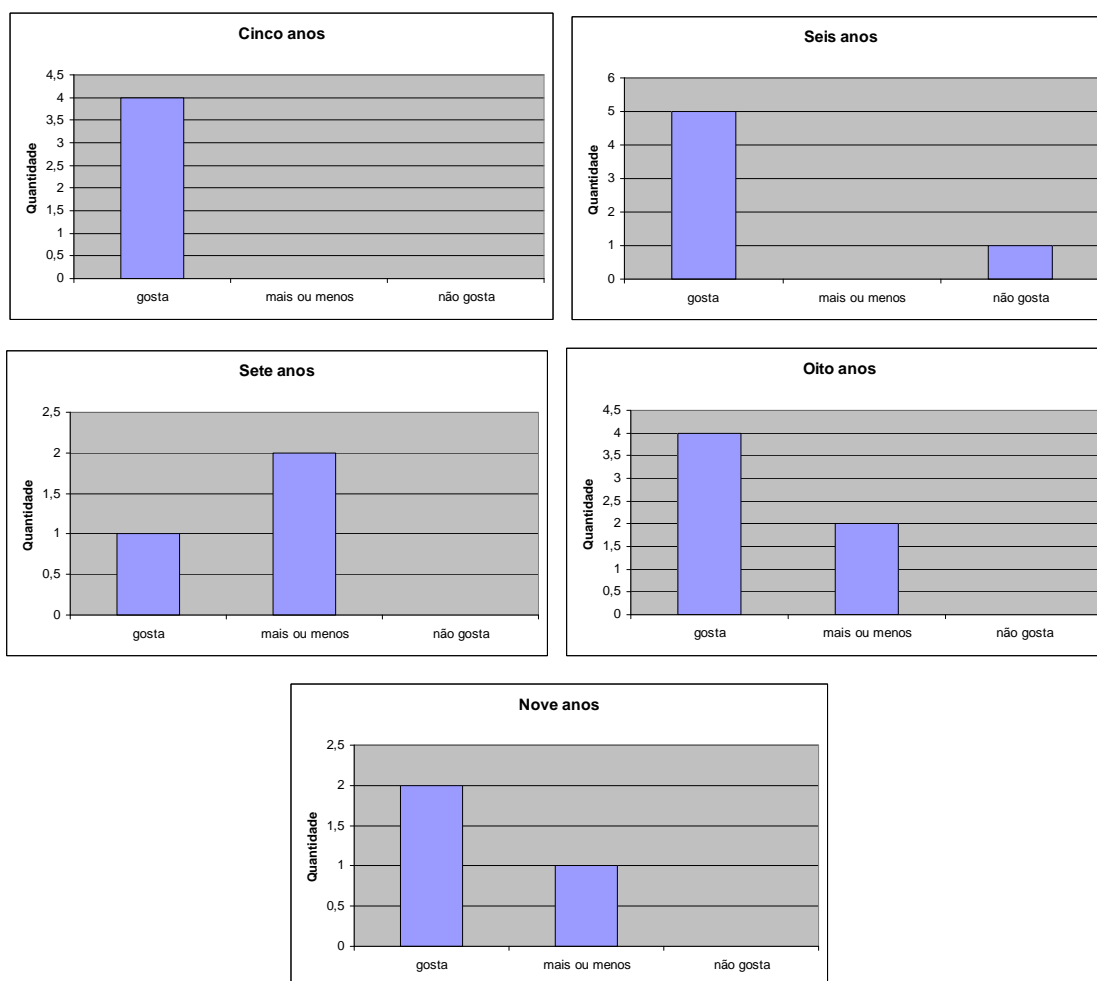 Cinco anos
4,5
4
3,5
3
2,5
2
1,5
1
0,5
0
Quantidade
gosta mais ou menos não gosta
Seis anos
6
5
4
3
2
1
0
Quantidade
gosta mais ou menos não gosta
Sete anos
2,5
2
1,5
1
0,5
0
Quantidade
gosta mais ou menos não gosta
Oito anos
4,5
4
3,5
3
2,5
2
1,5
1
0,5
0
Quantidade
gosta mais ou menos não gosta
Nove anos
2,5
2
1,5
1
0,5
0
Quantidade
gosta mais ou menos não gosta